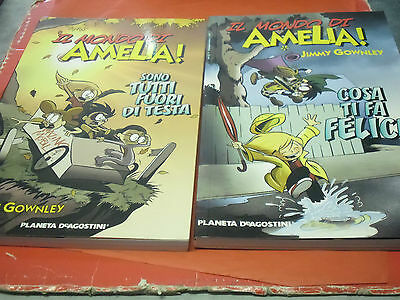 IL MONDO DI
AMELIA!
SONO
TUTTI
FUORI
DI TESTA
GOWNLEY
PLANETA DEAGOSTINI
IL MONDO DI
AMELIA!
JIMMY GOWNLEY
COSA
TI FA
FELICE
PLANETA DEAGOSTINI